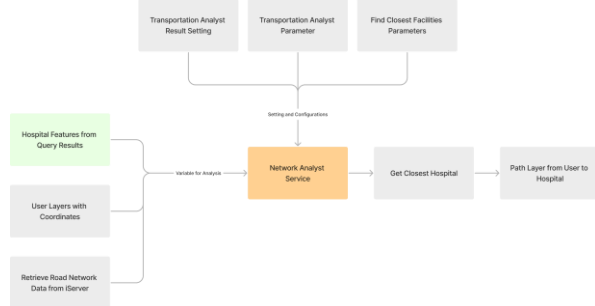 Transportation Analyst
Result Setting
Transportation Analyst
Parameter
Find Closest Facilities
Parameters
Setting and Configurations
Hospital Features from
Query Results
Variable for Analysis
Network Analyst
Service
Get Closest Hospital
Path Layer from User to
Hospital
User Layers with
Coordinates
Retrieve Road Network
Data from iServer